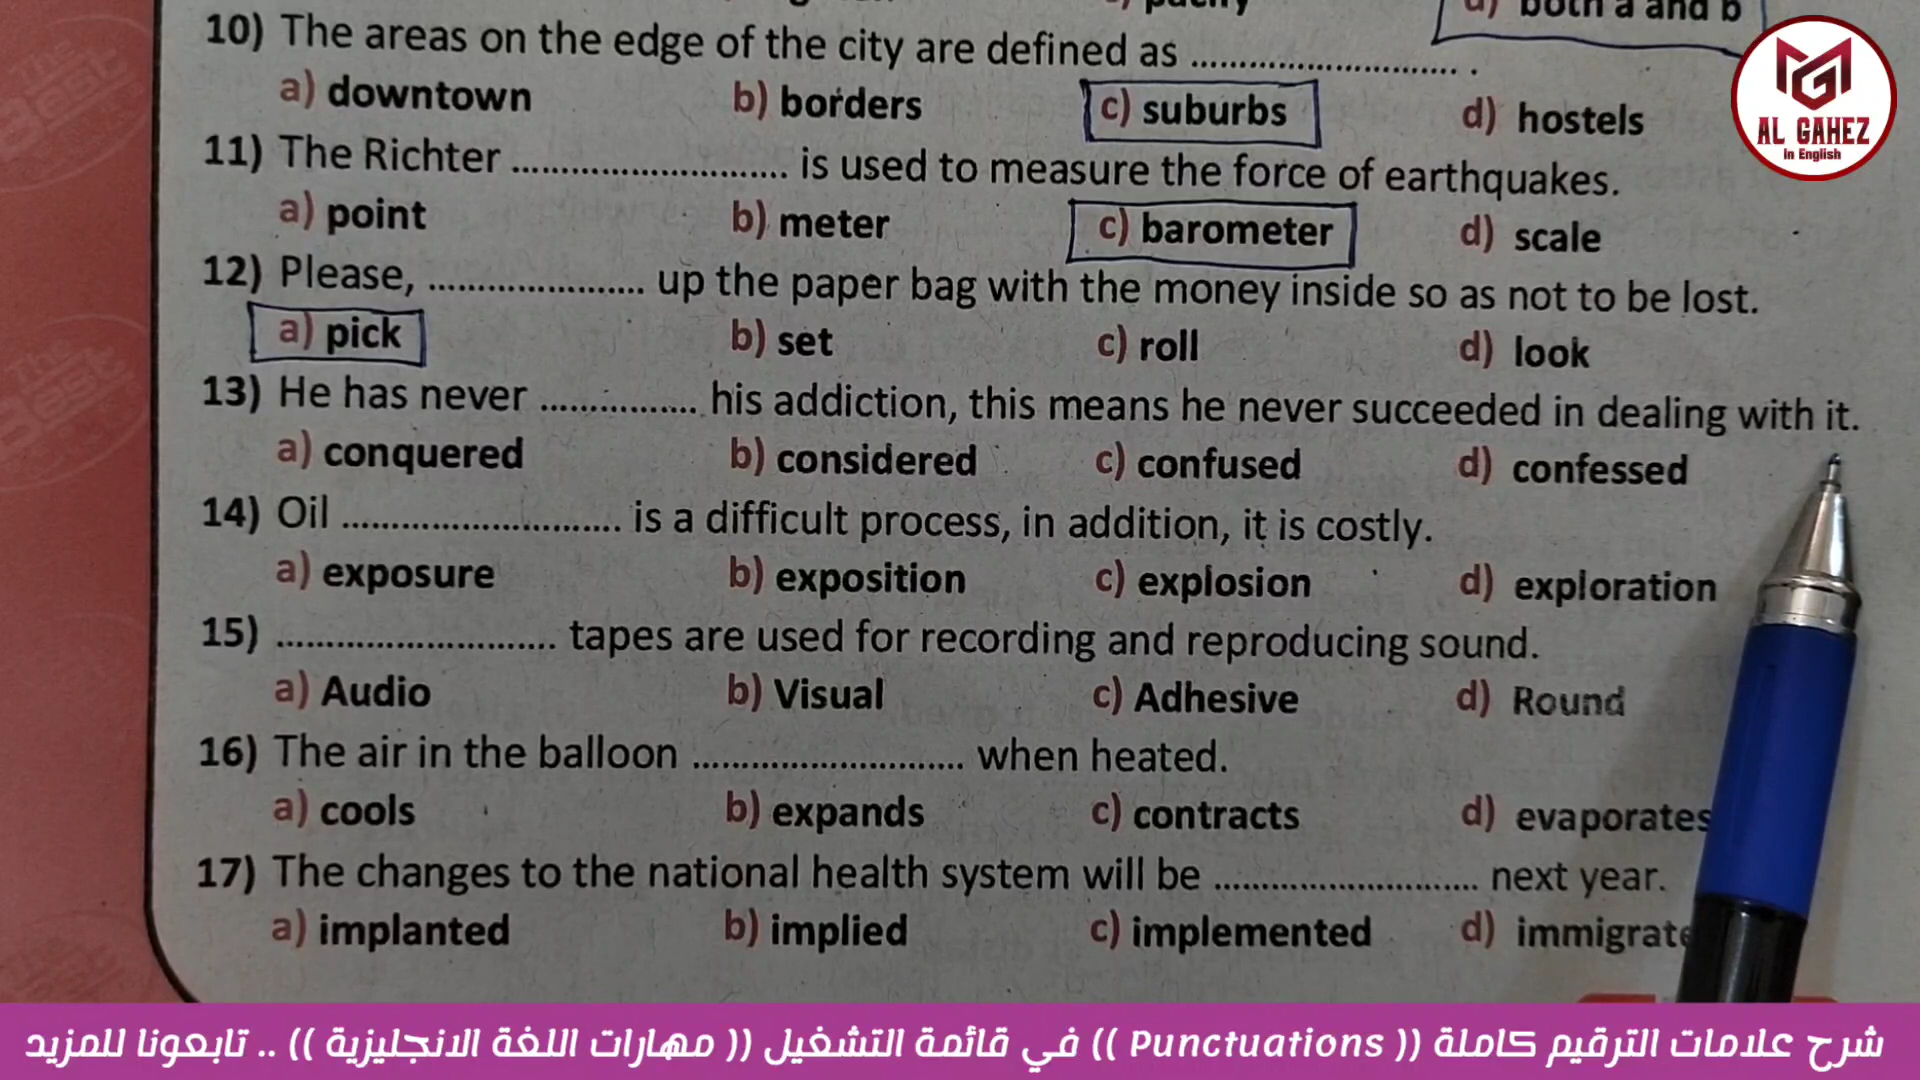 c) patchy d) both a and b
10) The areas on the edge of the city are defined as ............................ .
a) downtown b) borders c) suburbs d) hostels
11) The Richter ............................ is used to measure the force of earthquakes.
a) point b) meter c) barometer d) scale
12) Please, ...................... up the paper bag with the money inside so as not to be lost.
a) pick b) set c) roll d) look
13) He has never ................ his addiction, this means he never succeeded in dealing with it.
a) conquered b) considered c) confused d) confessed
14) Oil ............................ is a difficult process, in addition, it is costly.
a) exposure b) exposition c) explosion d) exploration
15) ............................ tapes are used for recording and reproducing sound.
a) Audio b) Visual c) Adhesive d) Round
16) The air in the balloon ............................ when heated.
a) cools b) expands c) contracts d) evaporates
17) The changes to the national health system will be ........................... next year.
a) implanted b) implied c) implemented d) immigrate
AL GAHEZ
In English
شرح علامات الترقيم كاملة (( Punctuations )) في قائمة التشغيل (( مهارات اللغة الانجليزية )) .. تابعونا للمزيد